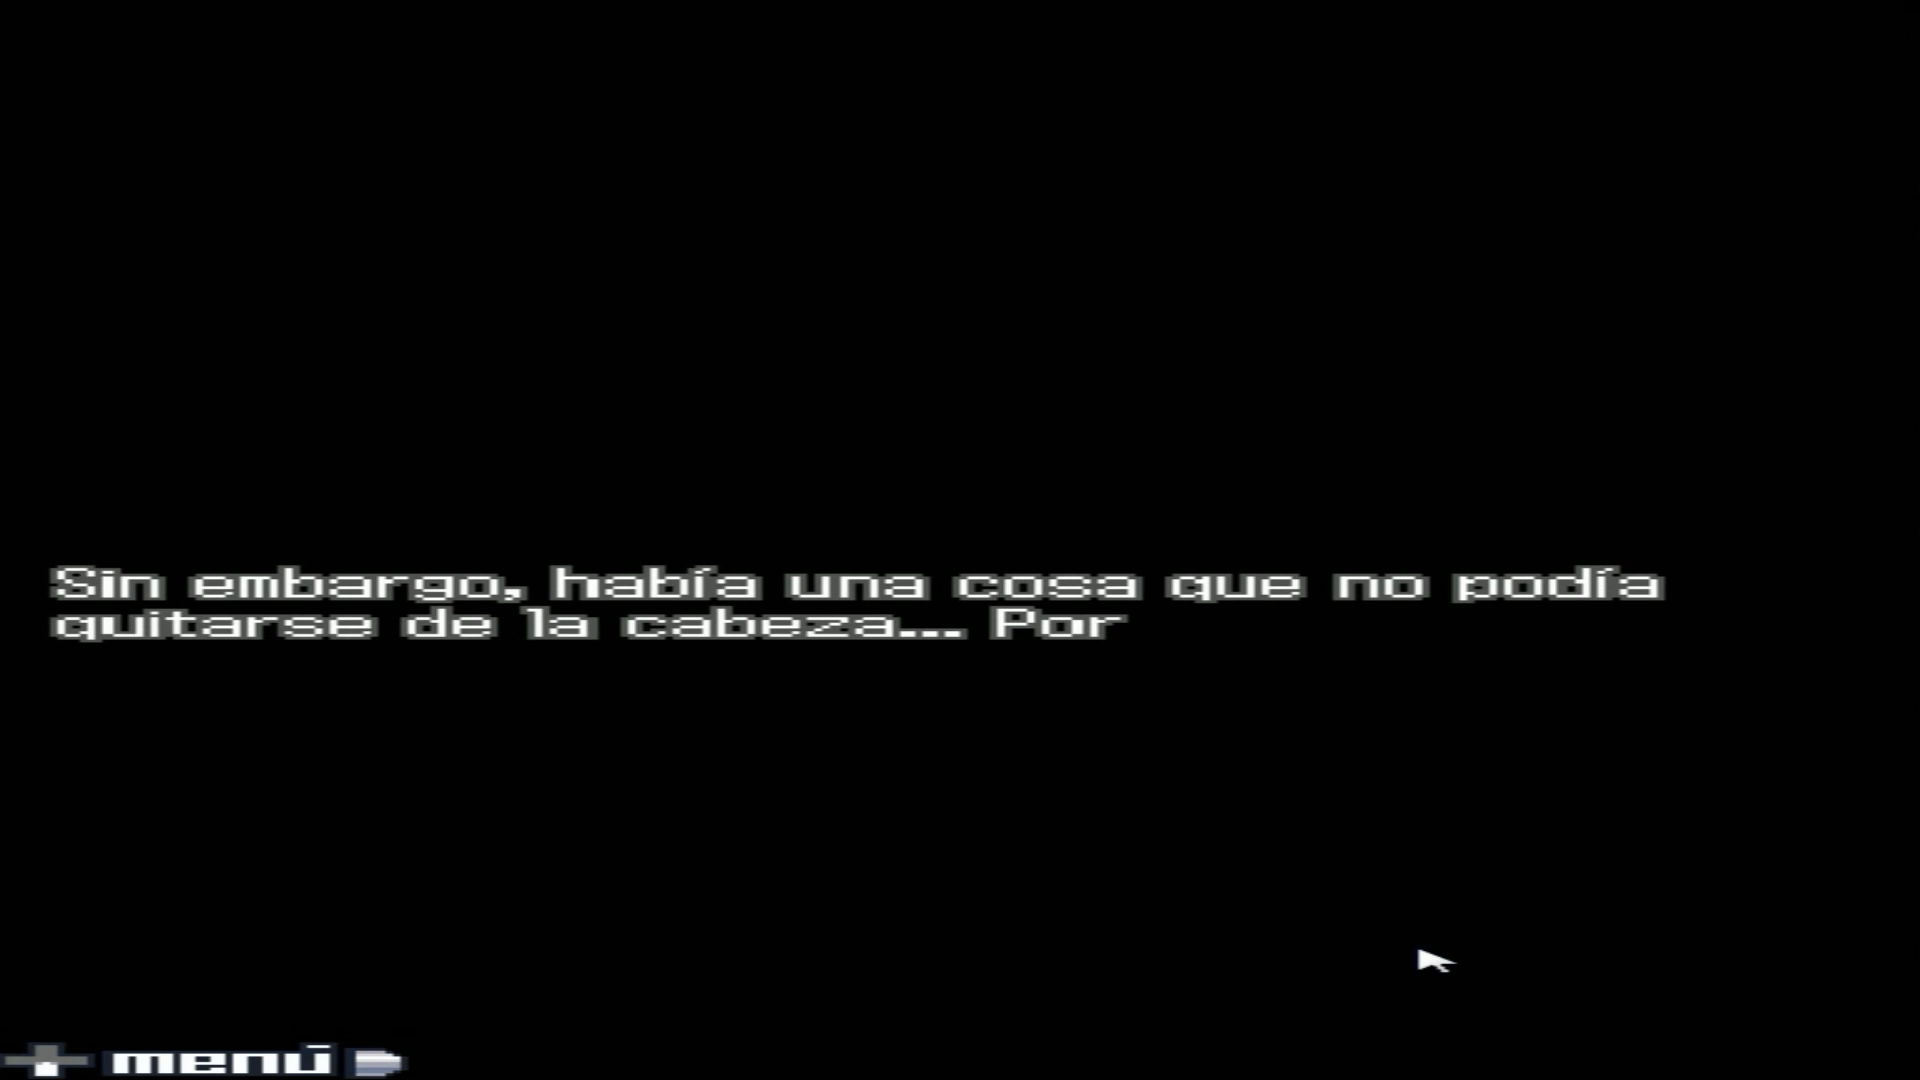 Sin embargo, había una cosa que no podía
quitarse de la cabeza... Por
menú